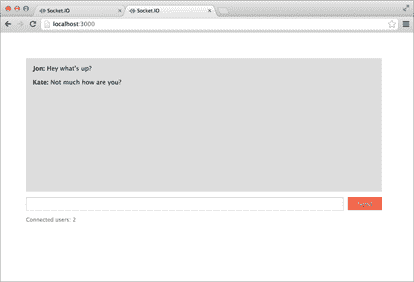 Socket.IO
Socket.IO
localhost:3000
Jon: Hey what's up?
Kate: Not much how are you?
Connected users: 2